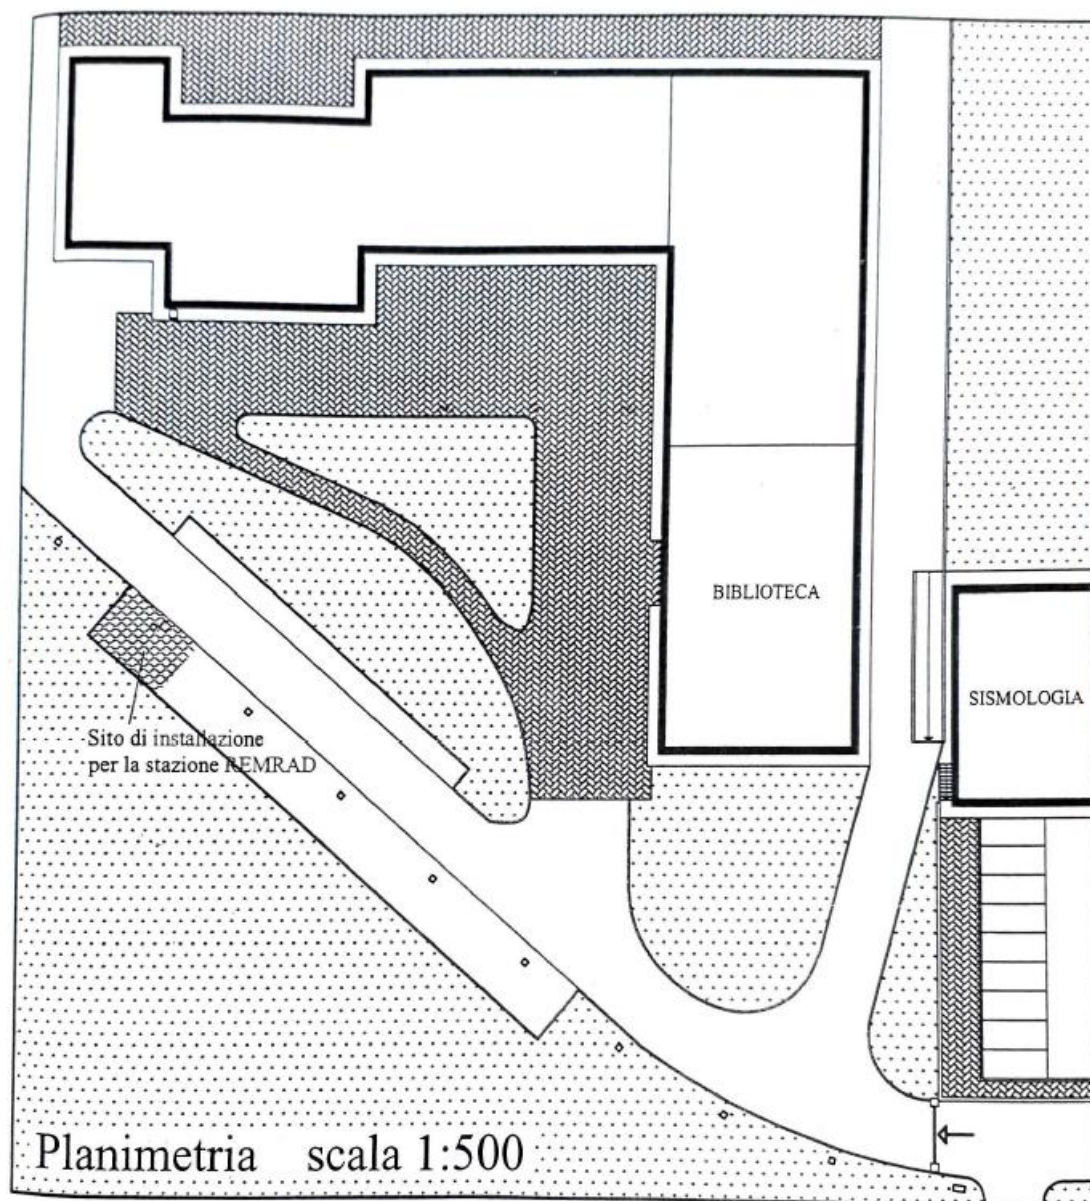 BIBLIOTECA
SISMOLOGIA
Sito di installazione
per la stazione REMRAD
Planimetria scala 1:500